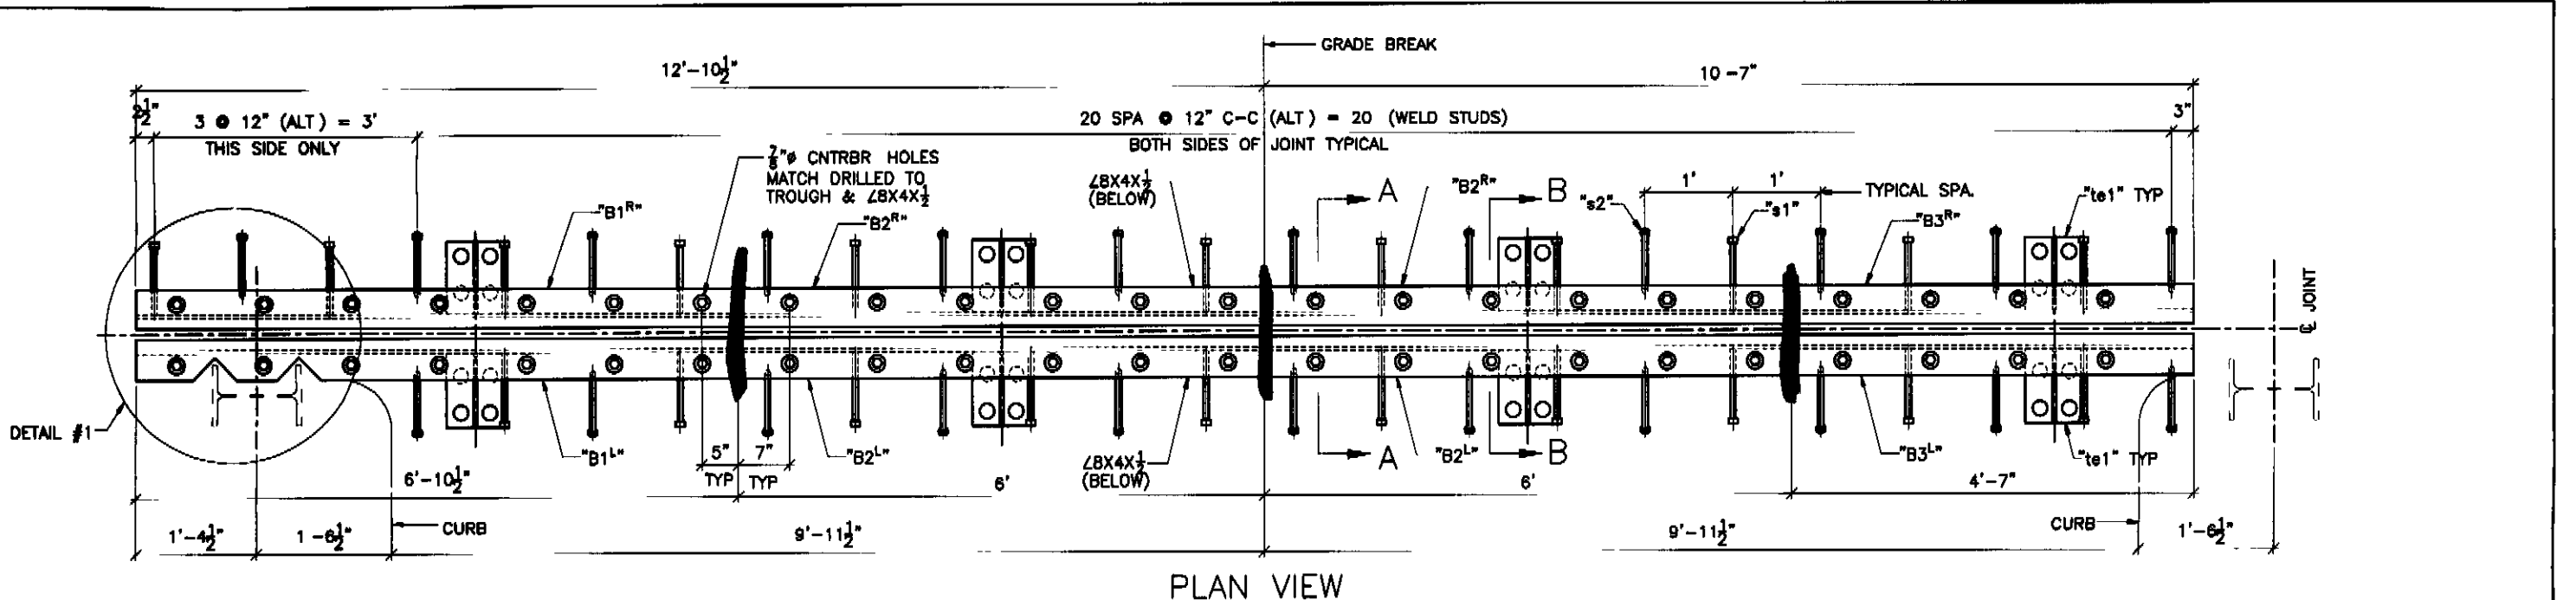 GRADE BREAK
12'-10½"
10 -7"
2½"
3 @ 12" (ALT) = 3'
THIS SIDE ONLY
20 SPA @ 12" C-C (ALT) = 20 (WELD STUDS)
BOTH SIDES OF JOINT TYPICAL
3"
⅞"ø CNTRBR HOLES
MATCH DRILLED TO
TROUGH & ∠8X4X½
∠8X4X½
(BELOW)
A
"B2ᴿ"
B
1'
1'
TYPICAL SPA.
"B1ᴿ"
"B2ᴿ"
"s2"
"s1"
"B3ᴿ"
"te1" TYP
℄ JOINT
DETAIL #1
"B1ᴸ"
5"
7"
TYP
TYP
"B2ᴸ"
∠8X4X½
(BELOW)
A
"B2ᴸ"
B
"B3ᴸ"
"te1" TYP
6'-10½"
6'
6'
4'-7"
1'-4½"
1 -6½"
CURB
9'-11½"
9'-11½"
CURB
1'-6½"
PLAN VIEW